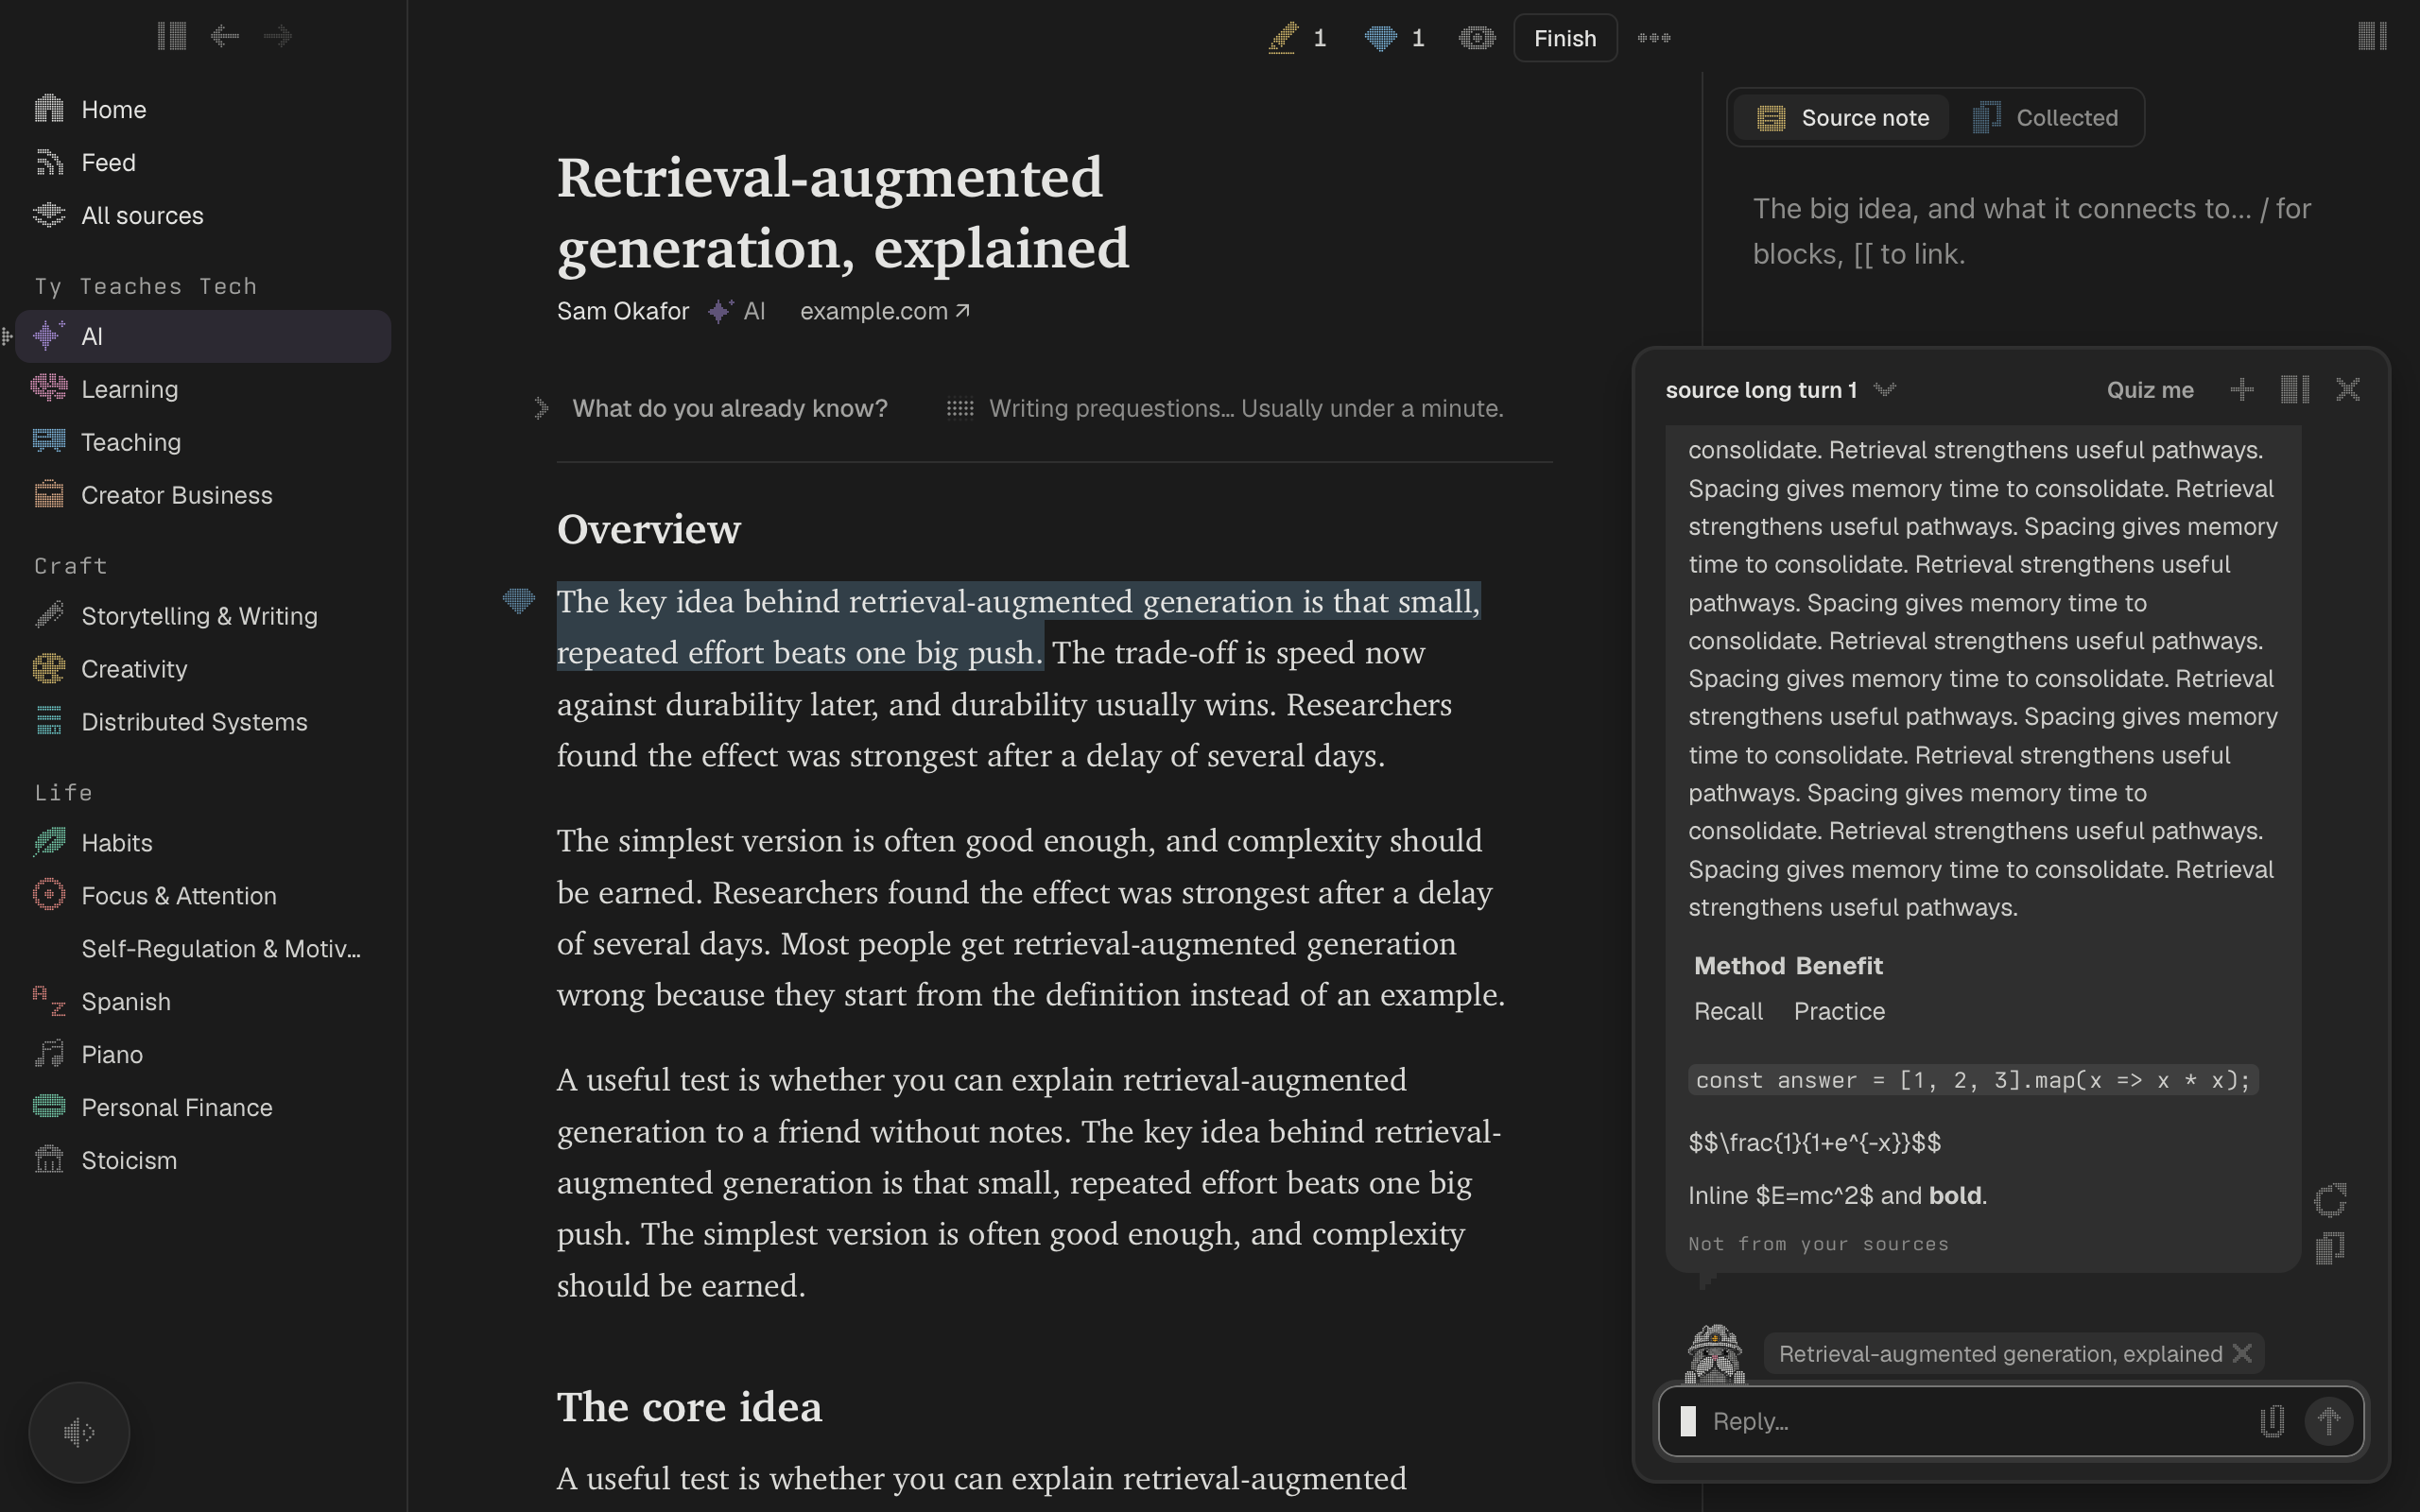 1
1
Finish
Home
Feed
All sources
Ty Teaches Tech
AI
Learning
Teaching
Creator Business
Craft
Storytelling & Writing
Creativity
Distributed Systems
Life
Habits
Focus & Attention
Self-Regulation & Motiv...
Spanish
Piano
Personal Finance
Stoicism
Retrieval-augmented
generation, explained
Sam Okafor AI example.com
What do you already know? Writing prequestions... Usually under a minute.
Overview
The key idea behind retrieval-augmented generation is that small,
repeated effort beats one big push. The trade-off is speed now
against durability later, and durability usually wins. Researchers
found the effect was strongest after a delay of several days.
The simplest version is often good enough, and complexity should
be earned. Researchers found the effect was strongest after a delay
of several days. Most people get retrieval-augmented generation
wrong because they start from the definition instead of an example.
A useful test is whether you can explain retrieval-augmented
generation to a friend without notes. The key idea behind retrieval-
augmented generation is that small, repeated effort beats one big
push. The simplest version is often good enough, and complexity
should be earned.
The core idea
A useful test is whether you can explain retrieval-augmented
Source note
Collected
The big idea, and what it connects to... / for
blocks, [[ to link.
source long turn 1
Quiz me
consolidate. Retrieval strengthens useful pathways.
Spacing gives memory time to consolidate. Retrieval
strengthens useful pathways. Spacing gives memory
time to consolidate. Retrieval strengthens useful
pathways. Spacing gives memory time to
consolidate. Retrieval strengthens useful pathways.
Spacing gives memory time to consolidate. Retrieval
strengthens useful pathways. Spacing gives memory
time to consolidate. Retrieval strengthens useful
pathways. Spacing gives memory time to
consolidate. Retrieval strengthens useful pathways.
Spacing gives memory time to consolidate. Retrieval
strengthens useful pathways.
Method Benefit
Recall Practice
const answer = [1, 2, 3].map(x => x * x);
$$\frac{1}{1+e^{-x}}$$
Inline $E=mc^2$ and bold.
Not from your sources
Retrieval-augmented generation, explained
Reply...